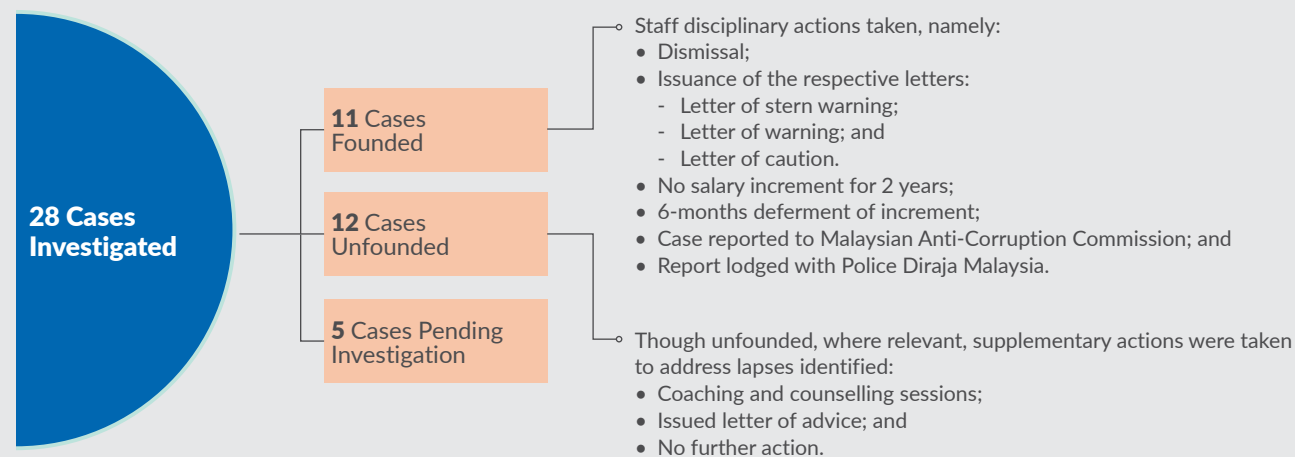 28 Cases
Investigated
11 Cases
Founded
12 Cases
Unfounded
5 Cases Pending
Investigation
Staff disciplinary actions taken, namely:
• Dismissal;
• Issuance of the respective letters:
- Letter of stern warning;
- Letter of warning; and
- Letter of caution.
• No salary increment for 2 years;
• 6-months deferment of increment;
• Case reported to Malaysian Anti-Corruption Commission; and
• Report lodged with Police Diraja Malaysia.
Though unfounded, where relevant, supplementary actions were taken
to address lapses identified:
• Coaching and counselling sessions;
• Issued letter of advice; and
• No further action.